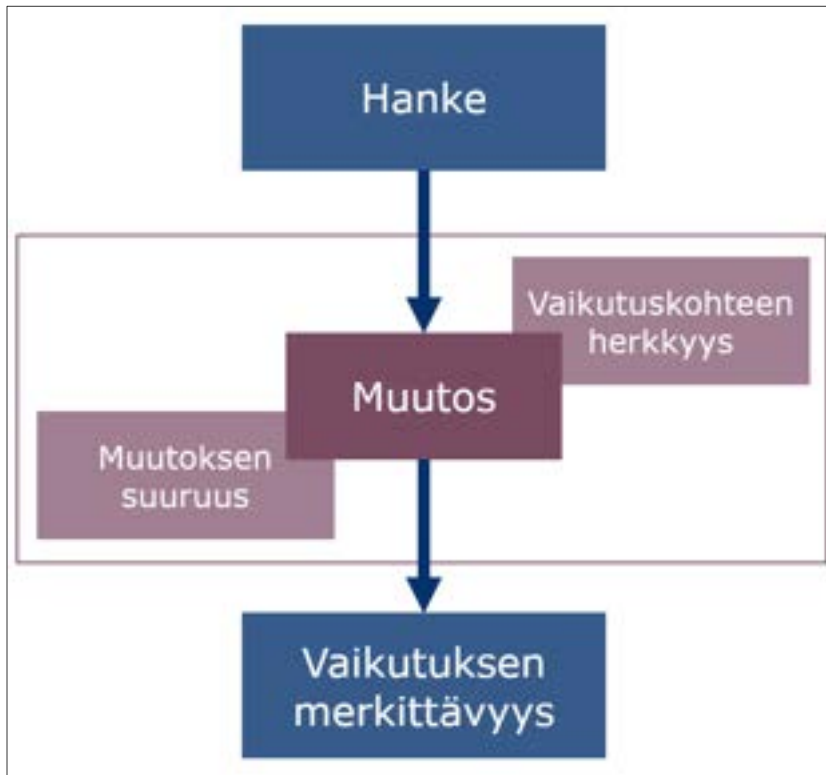 Hanke
Vaikutuskohteen
herkkyys
Muutos
Muutoksen
suuruus
Vaikutuksen
merkittävyys